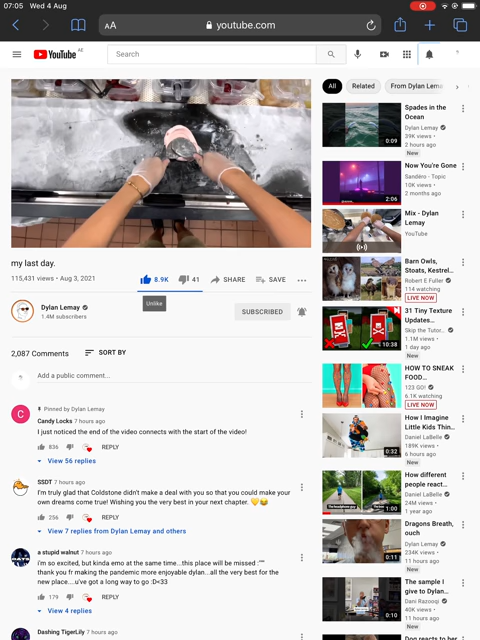 07:05 Wed 4 Aug
AA
youtube.com
YouTube AE
Search
my last day.
115,431 views • Aug 3, 2021
8.9K
41
SHARE
SAVE
Unlike
Dylan Lemay
1.4M subscribers
SUBSCRIBED
2,087 Comments
SORT BY
Add a public comment...
Pinned by Dylan Lemay
C
Candy Locks 7 hours ago
I just noticed the end of the video connects with the start of the video!
836
REPLY
View 56 replies
SSDT 7 hours ago
I'm truly glad that Coldstone didn't make a deal with you so that you could make your
own dreams come true! Wishing you the very best in your next chapter. 💛😂
256
REPLY
View 7 replies from Dylan Lemay and others
a stupid walnut 7 hours ago
i'm so excited, but kinda emo at the same time...this place will be missed :'"'
thank you fr making the pandemic more enjoyable dylan...all the very best for the
new place....u've got a long way to go :D<33
179
REPLY
View 4 replies
Dashing TigerLily 7 hours ago
All
Related
From Dylan Lema
0:09
Spades in the
Ocean
Dylan Lemay
39K views •
2 hours ago
New
2:06
Now You're Gone
Sandéro - Topic
10K views •
2 months ago
Mix - Dylan
Lemay
YouTube
Barn Owls,
Stoats, Kestrel...
Robert E Fuller
114 watching
LIVE NOW
10:38
31 Tiny Texture
Updates...
Skip the Tutor...
1.1M views •
1 day ago
New
HOW TO SNEAK
FOOD...
123 GO!
6.1K watching
LIVE NOW
0:32
How I Imagine
Little Kids Thin...
Daniel LaBelle
189K views •
6 hours ago
New
1:00
How different
people react...
Daniel LaBelle
24M views •
1 year ago
0:11
Dragons Breath,
ouch
Dylan Lemay
234K views •
11 hours ago
New
0:10
The sample I
give to Dylan...
Dani Razooqi
40K views •
11 hours ago
New
Dog reacts to her